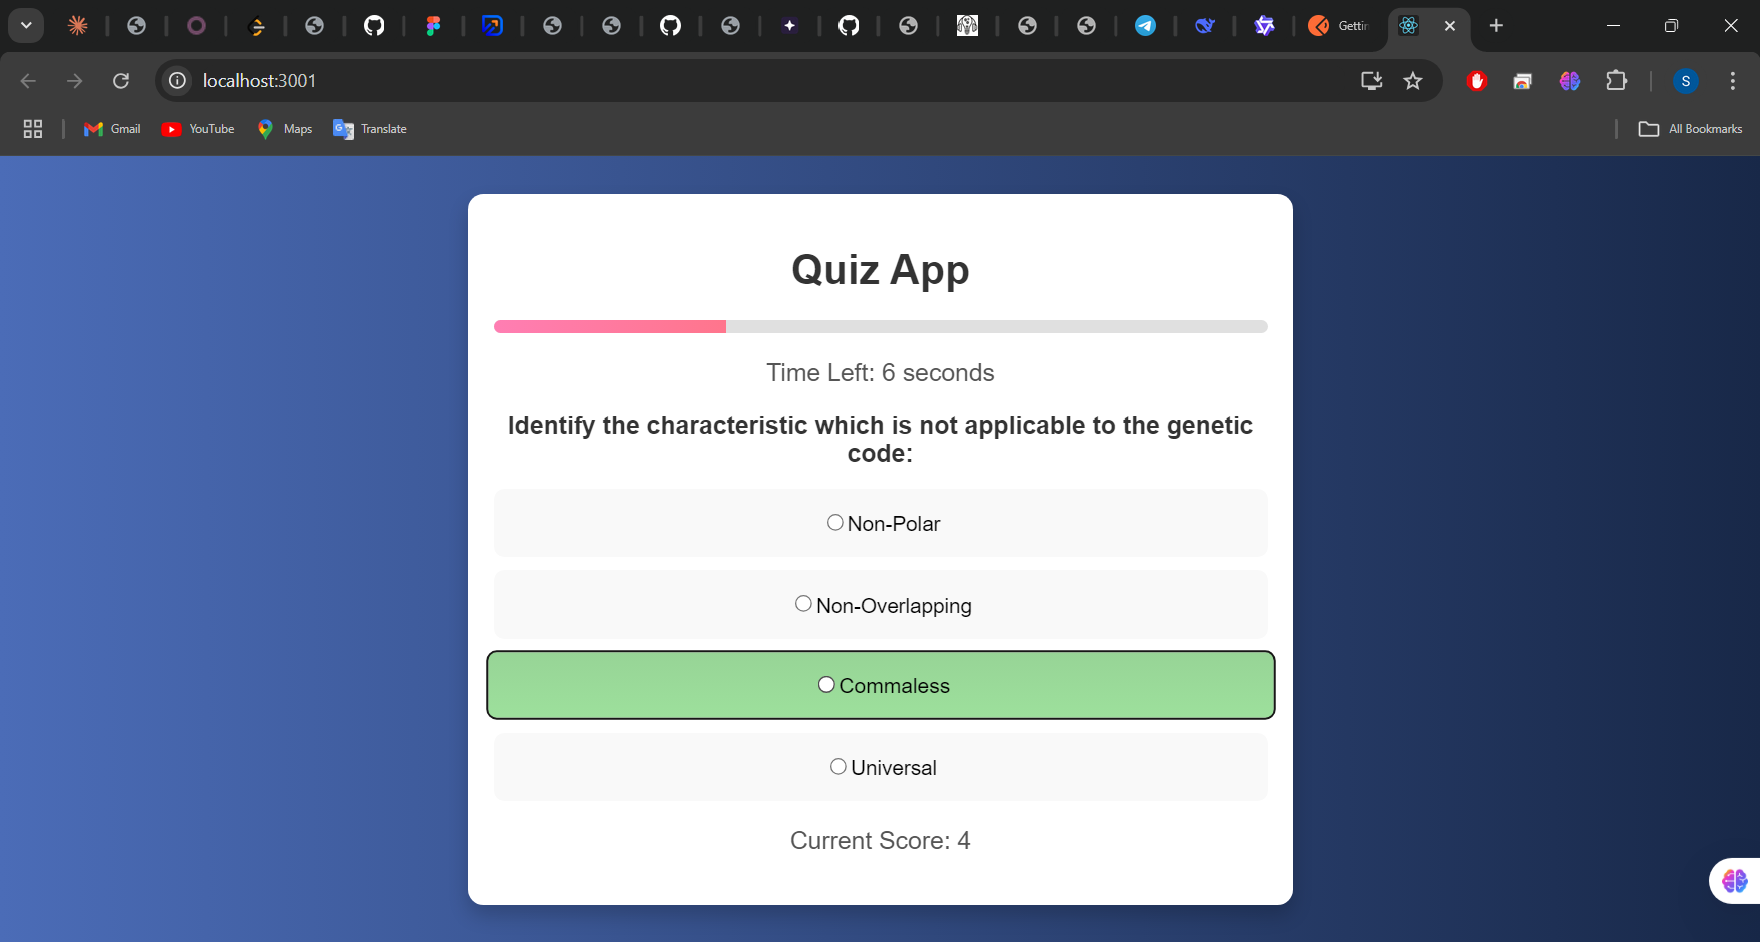 Gettin
localhost:3001
S
Gmail
YouTube
Maps
Translate
All Bookmarks
Quiz App
Time Left: 6 seconds
Identify the characteristic which is not applicable to the genetic
code:
Non-Polar
Non-Overlapping
Commaless
Universal
Current Score: 4